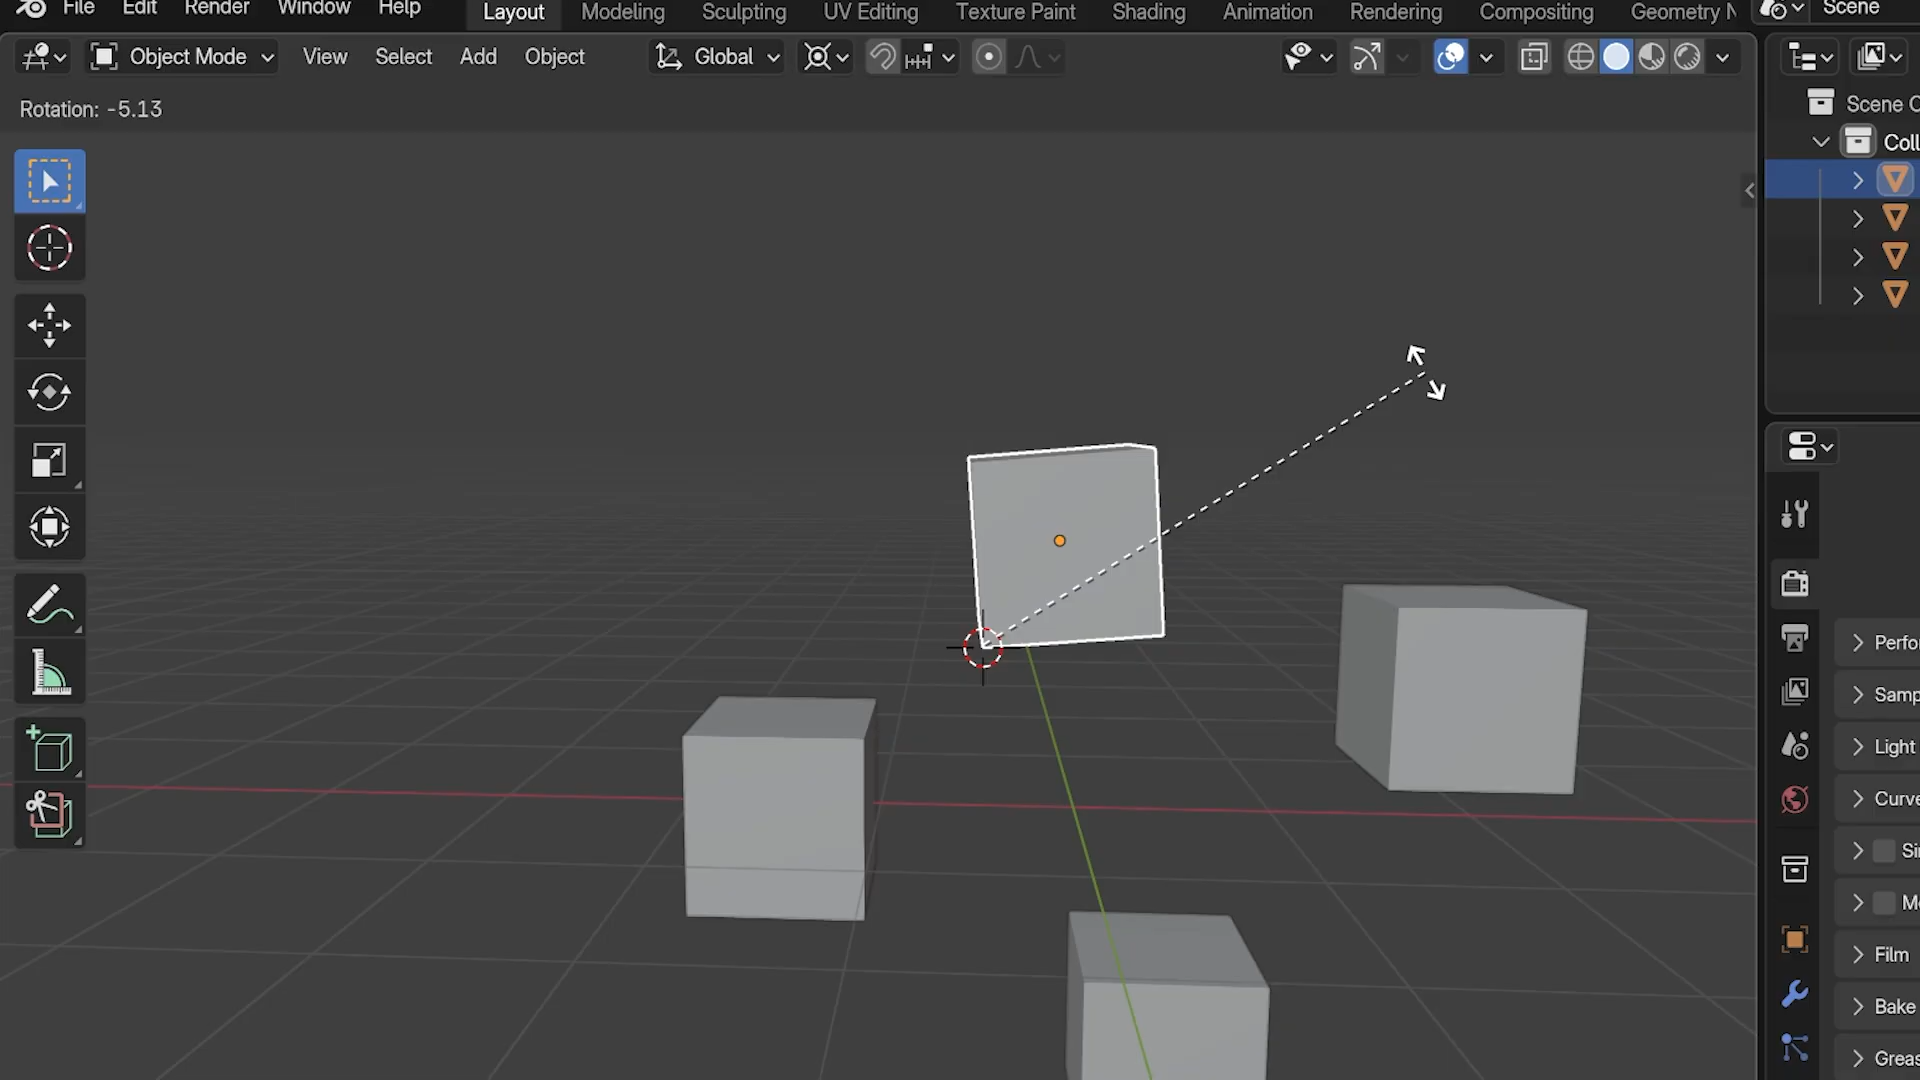 File Edit Render Window Help Layout Modeling Sculpting UV Editing Texture Paint Shading Animation Rendering Compositing Geometry N Scene
Object Mode View Select Add Object Global
Rotation: -5.13
Scene C
Coll
Perfo
Samp
Light
Curve
Si
Mo
Film
Bake
Greas